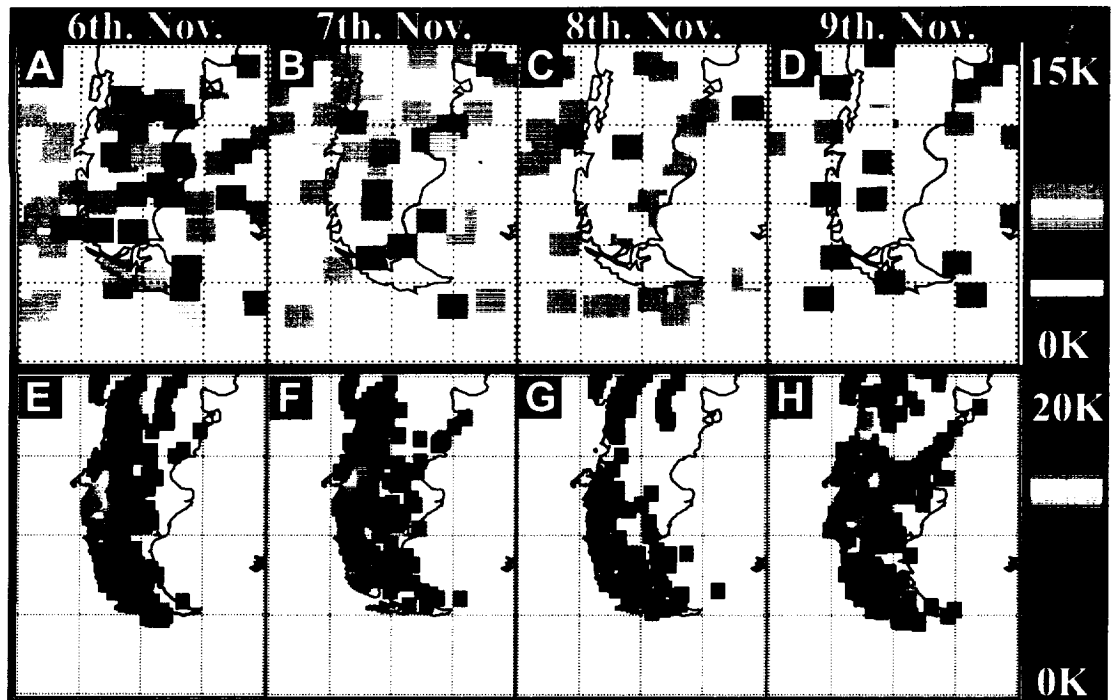 6th. Nov. 7th. Nov. 8th. Nov. 9th. Nov.
A B C D
15K
0K
E F G H
20K
0K